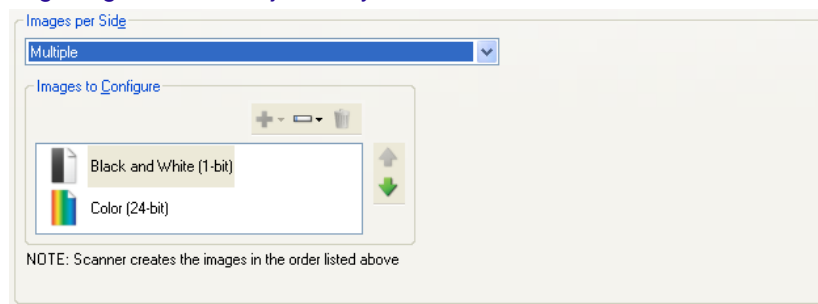 Images per Side
Multiple
Images to Configure
Black and White (1-bit)
Color (24-bit)
NOTE: Scanner creates the images in the order listed above